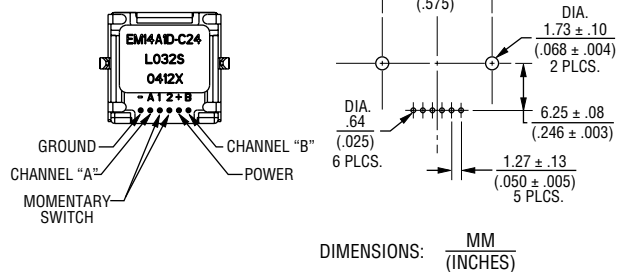 EM14A1D-C24
L032S
0412X
- A 1 2 + B
GROUND
CHANNEL "A"
MOMENTARY
SWITCH
CHANNEL “B”
POWER
(.575)
DIA.
1.73 ± .10
(.068 ± .004)
2 PLCS.
DIA.
.64
(.025)
6 PLCS.
6.25 ± .08
(.246 ± .003)
1.27 ± .13
(.050 ± .005)
5 PLCS.
DIMENSIONS: MM
(INCHES)